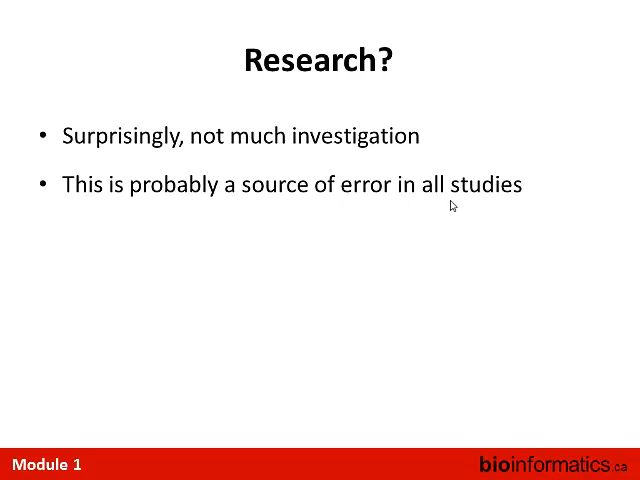 Research?
• Surprisingly, not much investigation
• This is probably a source of error in all studies
Module 1
bioinformatics.ca